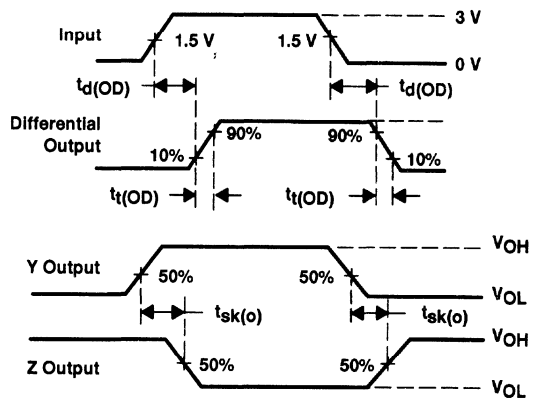 3 V
Input
1.5 V
1.5 V
0 V
td(OD)
td(OD)
Differential
Output
90%
90%
10%
10%
tt(OD)
tt(OD)
VOH
Y Output
50%
50%
VOL
tsk(o)
tsk(o)
VOH
50%
50%
Z Output
VOL